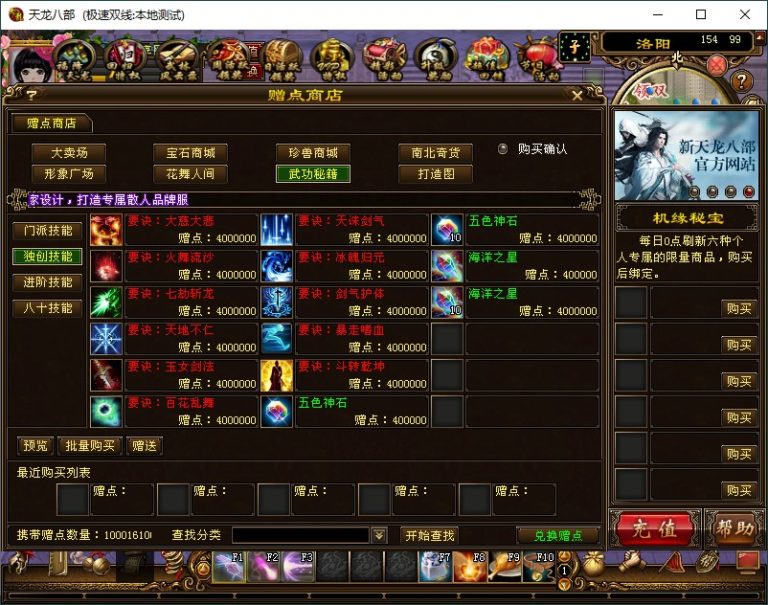 天龙八部 (极速双线:本地测试)
洛阳 154 99
北
?
赠点商店
领双
赠点商店
大卖场 宝石商城 珍兽商城 南北奇货 购买确认
形象广场 花舞人间 武功秘籍 打造图
家设计，打造专属散人品牌服
新天龙八部
官方网站
机缘秘宝
每日0点刷新六种个
人专属的限量商品，购买
后绑定。
门派技能
独创技能
进阶技能
八十技能
要诀：大慈大悲 赠点：4000000
要诀：天诛剑气 赠点：4000000
五色神石 10 赠点：4000000
要诀：火舞流沙 赠点：4000000
要诀：冰魄归元 赠点：4000000
海洋之星 赠点：4000000
要诀：七劫斩龙 赠点：4000000
要诀：剑气护体 赠点：4000000
海洋之星 10 赠点：4000000
要诀：天地不仁 赠点：4000000
要诀：暴走嗜血 赠点：4000000
要诀：玉女剑法 赠点：4000000
要诀：斗转乾坤 赠点：4000000
要诀：百花乱舞 赠点：4000000
五色神石 赠点：4000000
购买
购买
购买
购买
购买
购买
预览 批量购买 赠送
最近购买列表
赠点： 赠点： 赠点： 赠点： 赠点：
携带赠点数量：10001610 查找分类 开始查找 兑换赠点
充值 帮助
F1 F2 F3 F7 F8 F9 F10 1